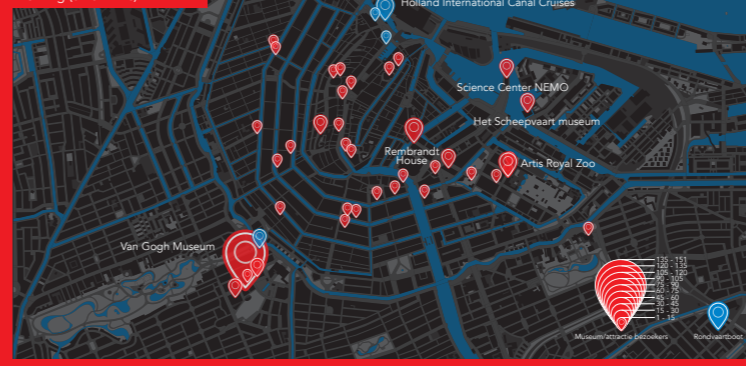 Holland International Canal Cruises
Science Center NEMO
Het Scheepvaart museum
Rembrandt
House
Artis Royal Zoo
Van Gogh Museum
135 - 151
120 - 135
105 - 120
90 - 105
75 - 90
60 - 75
45 - 60
30 - 45
15 - 30
1 - 15
Museum/attractie bezoekers
Rondvaartboot